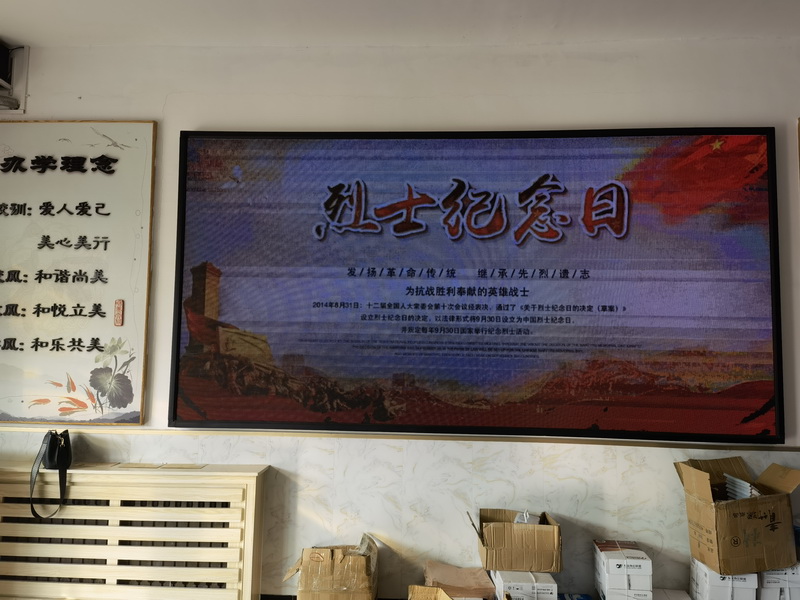 办学理念
校训：爱人爱己
美心美行
风：和谐尚美
风：和悦立美
风：和乐共美
烈士纪念日
发/扬/革/命/传/统 继/承/先/烈/遗/志
为抗战胜利奉献的英雄战士
2014年8月31日：十二届全国人大常委会第十次会议经表决，通过了《关于烈士纪念日的决定（草案）》
设立烈士纪念日的决定，以法律形式将9月30日设立为中国烈士纪念日，
并规定每年9月30日国家举行纪念烈士活动。